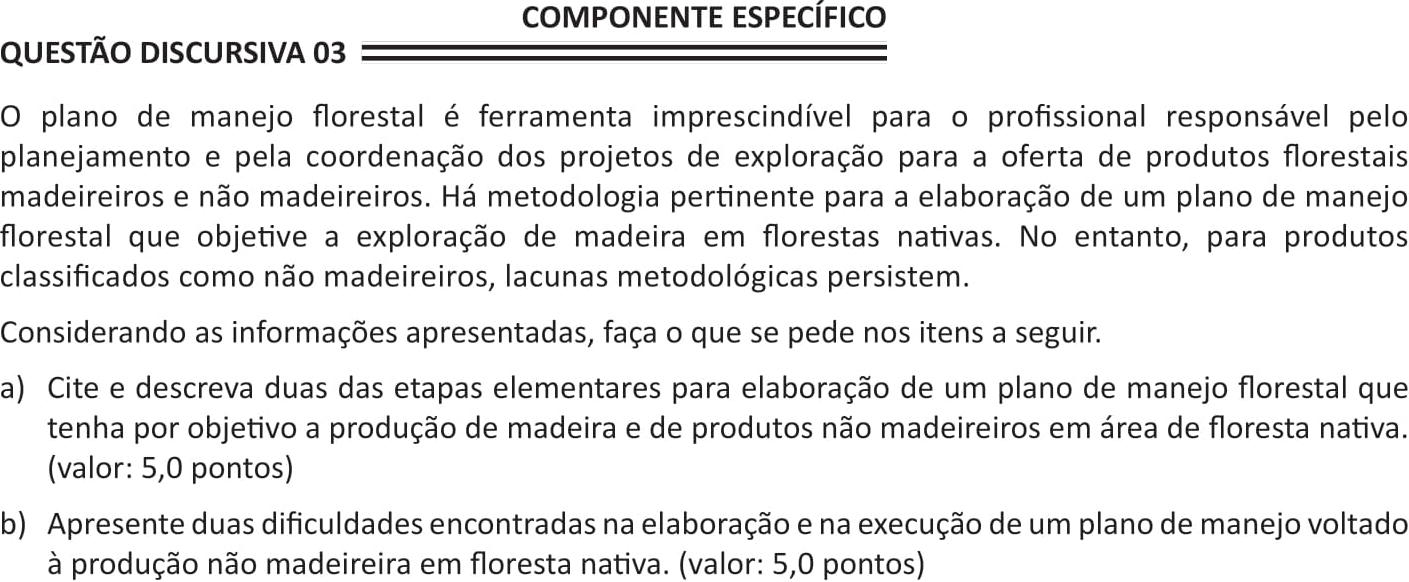 COMPONENTE ESPECÍFICO
QUESTÃO DISCURSIVA 03
O plano de manejo florestal é ferramenta imprescindível para o profissional responsável pelo
planejamento e pela coordenação dos projetos de exploração para a oferta de produtos florestais
madeireiros e não madeireiros. Há metodologia pertinente para a elaboração de um plano de manejo
florestal que objetive a exploração de madeira em florestas nativas. No entanto, para produtos
classificados como não madeireiros, lacunas metodológicas persistem.
Considerando as informações apresentadas, faça o que se pede nos itens a seguir.
a) Cite e descreva duas das etapas elementares para elaboração de um plano de manejo florestal que
tenha por objetivo a produção de madeira e de produtos não madeireiros em área de floresta nativa.
(valor: 5,0 pontos)
b) Apresente duas dificuldades encontradas na elaboração e na execução de um plano de manejo voltado
à produção não madeireira em floresta nativa. (valor: 5,0 pontos)